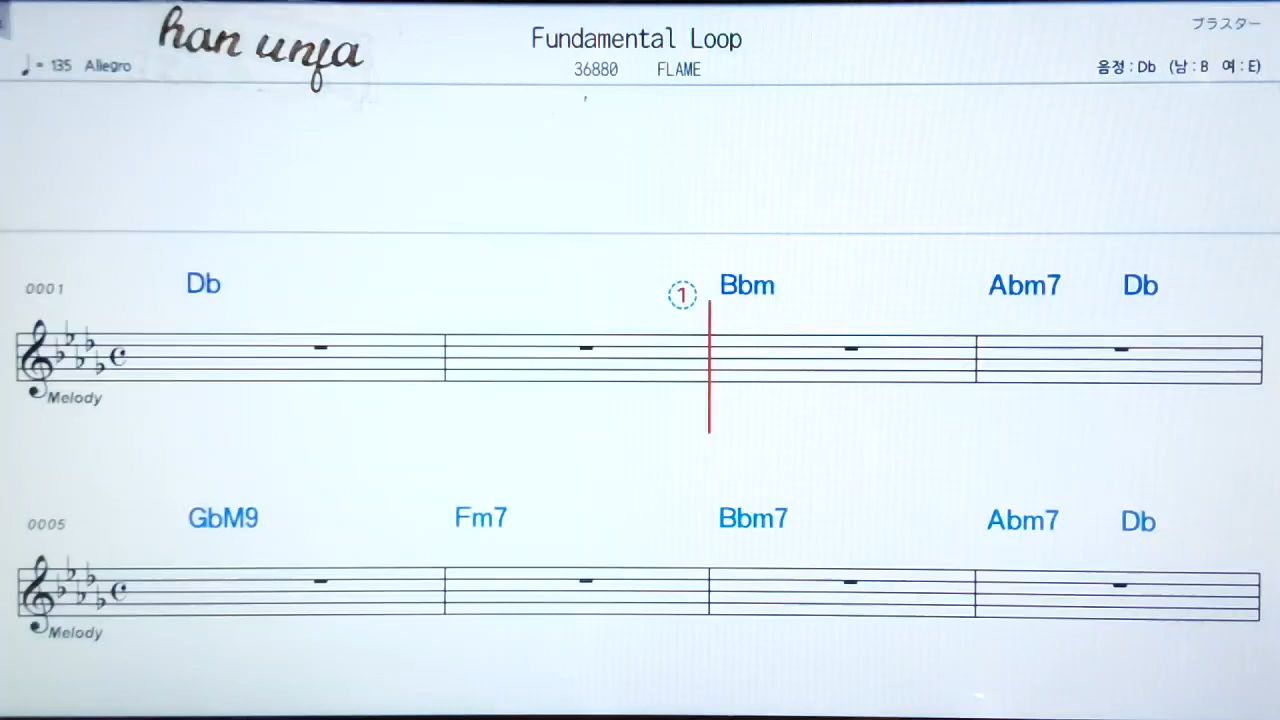 han unfa
Fundamental Loop
ブラスター
♩= 135 Allegro
36880 FLAME
음정 : Db (남 : B 여 : E)
0001 Db ① Bbm Abm7 Db
Melody
0005 GbM9 Fm7 Bbm7 Abm7 Db
Melody